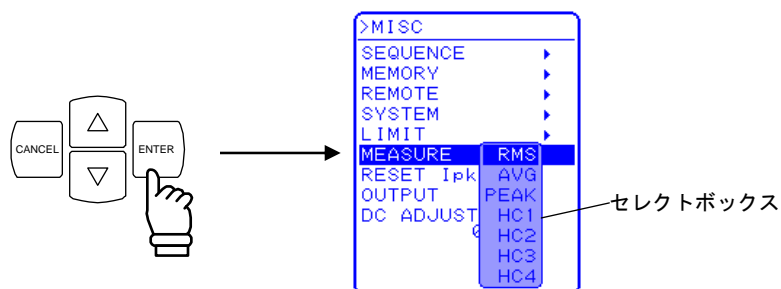 CANCEL
ENTER
>MISC
SEQUENCE
MEMORY
REMOTE
SYSTEM
LIMIT
MEASURE RMS
RESET Ipk AVG
OUTPUT PEAK
DC ADJUST HC1
HC2
HC3
HC4
セレクトボックス